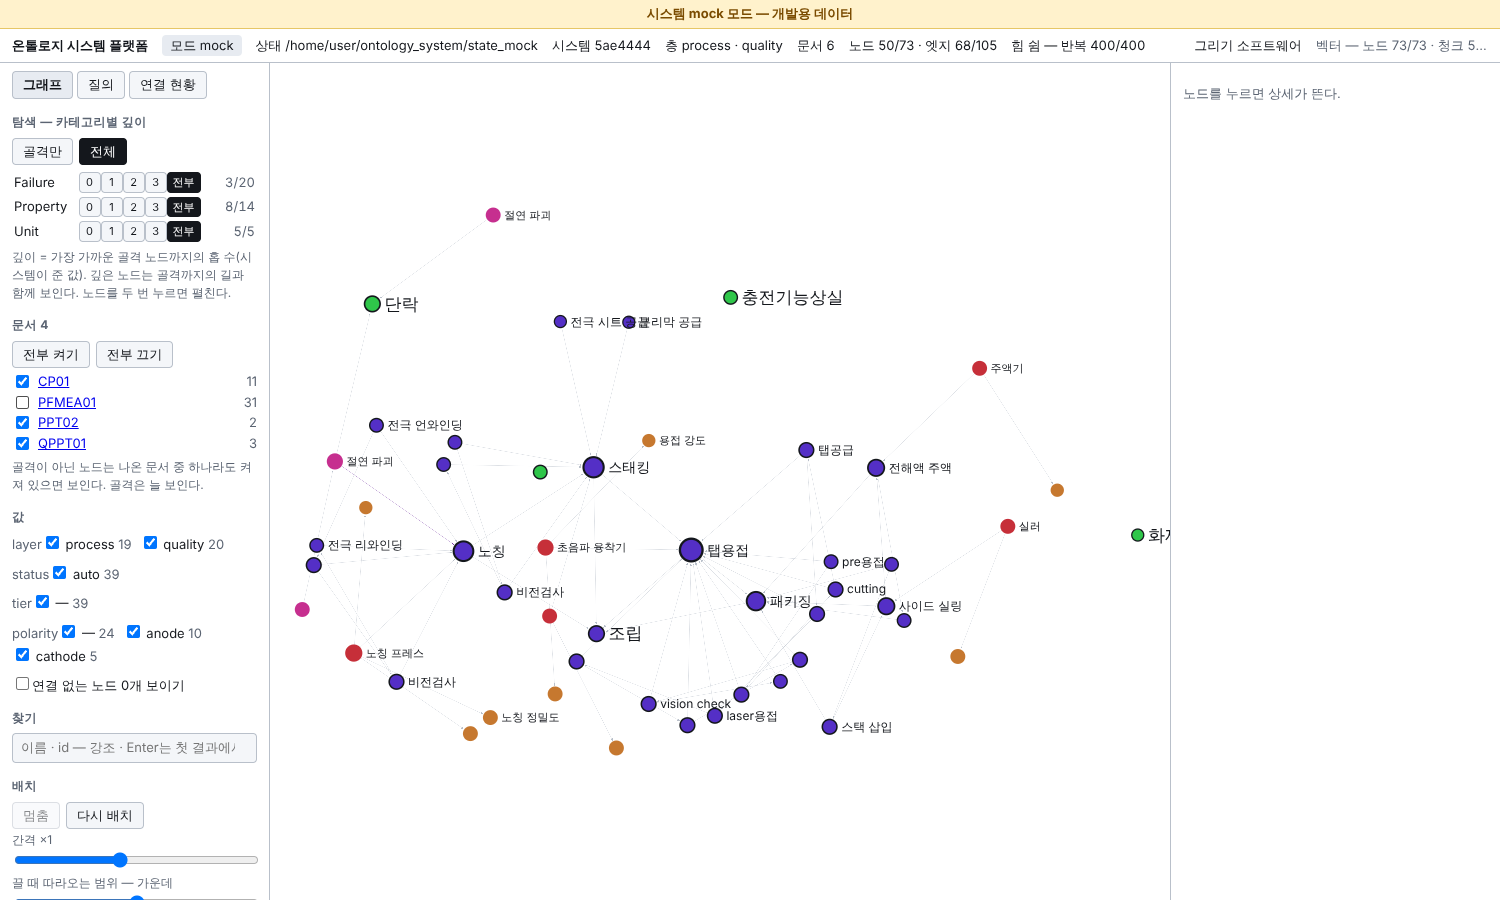 시스템 mock 모드 — 개발용 데이터
온톨로지 시스템 플랫폼 모드 mock 상태 /home/user/ontology_system/state_mock 시스템 5ae4444 층 process · quality 문서 6 노드 50/73 · 엣지 68/105 힘 쉼 — 반복 400/400 그리기 소프트웨어 벡터 — 노드 73/73 · 청크 5...
그래프 질의 연결 현황
탐색 — 카테고리별 깊이
골격만 전체
Failure 0 1 2 3 전부 3/20
Property 0 1 2 3 전부 8/14
Unit 0 1 2 3 전부 5/5
깊이 = 가장 가까운 골격 노드까지의 홉 수(시
스템이 준 값). 깊은 노드는 골격까지의 길과
함께 보인다. 노드를 두 번 누르면 펼친다.
문서 4
전부 켜기 전부 끄기
CP01 11
PFMEA01 31
PPT02 2
QPPT01 3
골격이 아닌 노드는 나온 문서 중 하나라도 켜
져 있으면 보인다. 골격은 늘 보인다.
값
layer process 19 quality 20
status auto 39
tier — 39
polarity — 24 anode 10
cathode 5
연결 없는 노드 0개 보이기
찾기
이름 · id — 강조 · Enter는 첫 결과에
배치
멈춤 다시 배치
간격 ×1
끌 때 따라오는 범위 — 가운데
절연 파괴
단락
충전기능상실
전극 시트
분리막 공급
주액기
전극 언와인딩
용접 강도
탭공급
절연 파괴
스태킹
전해액 주액
실러
전극 리와인딩
노칭
초음파 융착기
탭용접
pre용접
cutting
비전검사
패키징
사이드 실링
조립
노칭 프레스
비전검사
vision check
노칭 정밀도
laser용접
스택 삽입
노드를 누르면 상세가 뜬다.